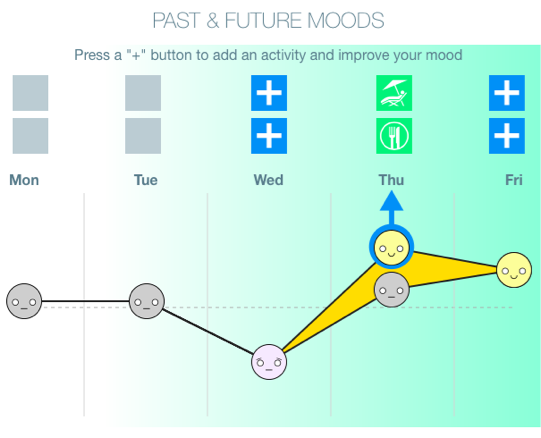 PAST & FUTURE MOODS
Press a "+" button to add an activity and improve your mood
Mon Tue Wed Thu Fri